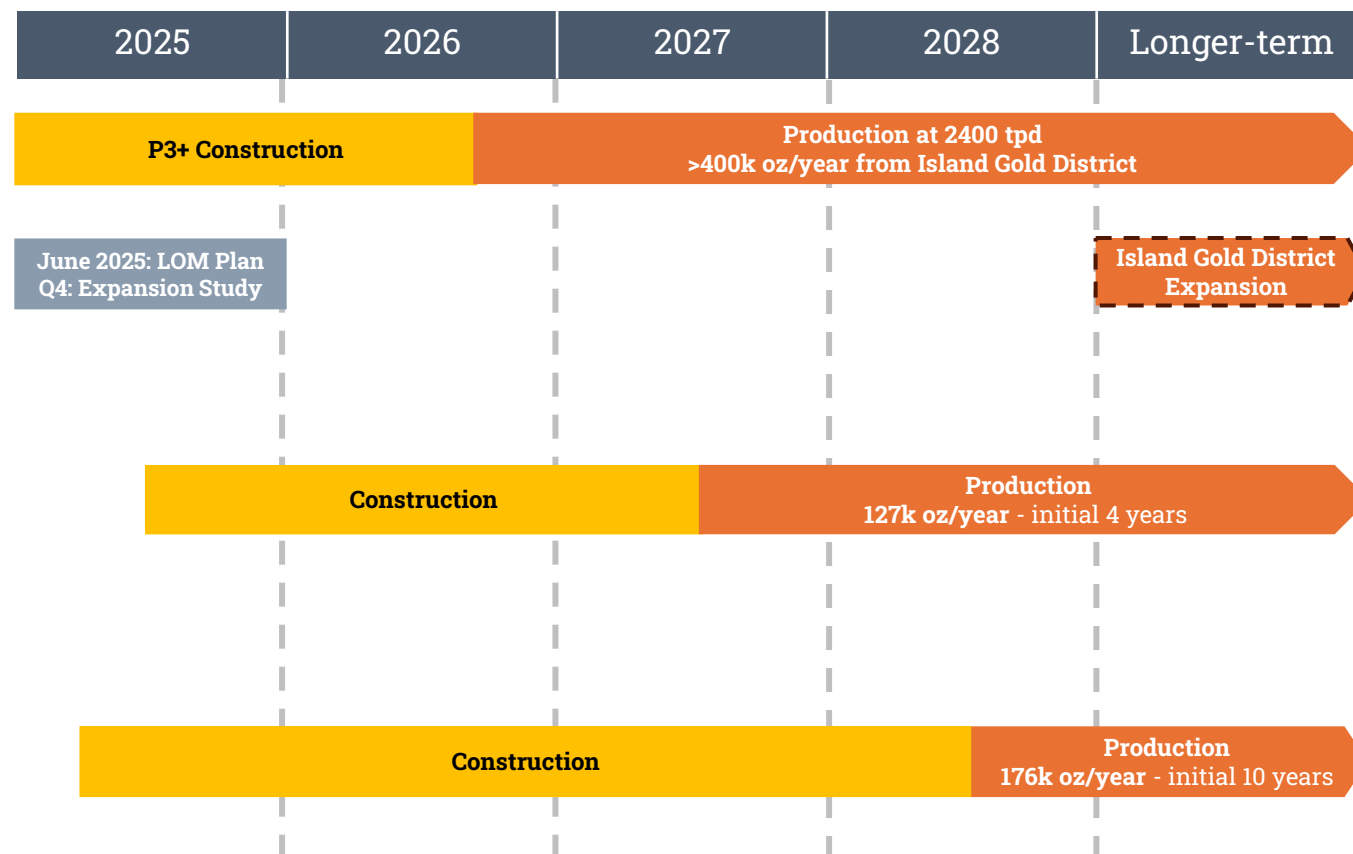 2025
2026
2027
2028
Longer-term
P3+ Construction
Production at 2400 tpd
>400k oz/year from Island Gold District
June 2025: LOM Plan
Q4: Expansion Study
Island Gold District
Expansion
Construction
Production
127k oz/year - initial 4 years
Construction
Production
176k oz/year - initial 10 years